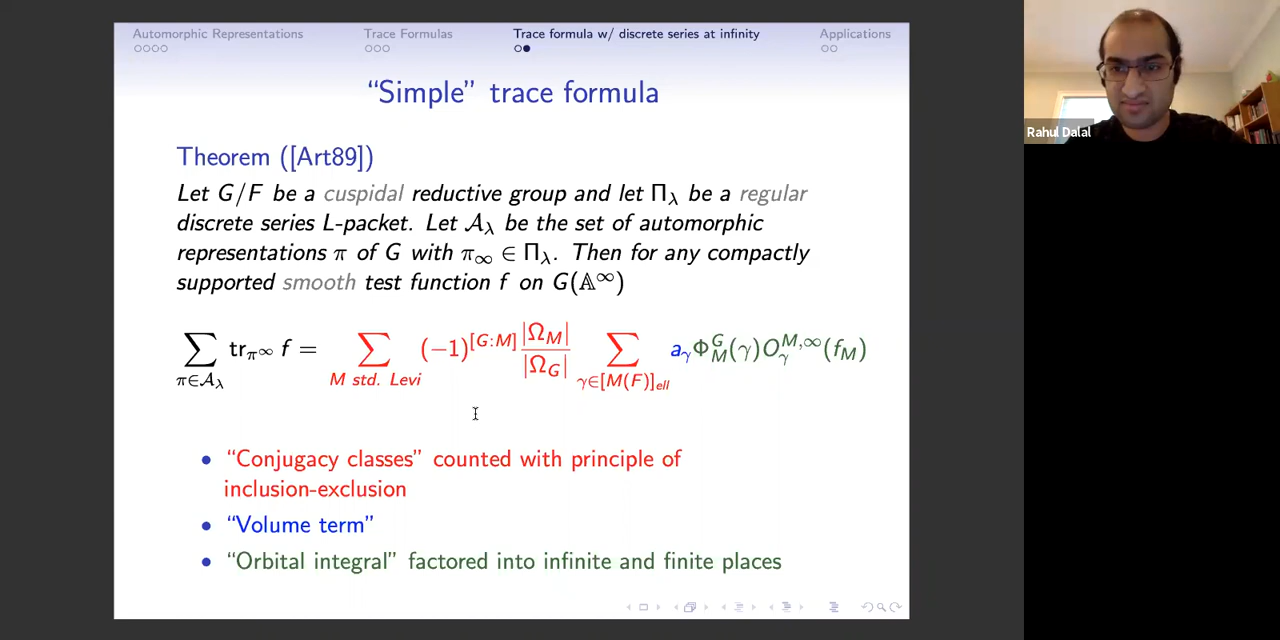 Automorphic Representations Trace Formulas Trace formula w/ discrete series at infinity Applications
"Simple" trace formula
Theorem ([Art89])
Let G/F be a cuspidal reductive group and let Π_λ be a regular
discrete series L-packet. Let 𝒜_λ be the set of automorphic
representations π of G with π_∞ ∈ Π_λ. Then for any compactly
supported smooth test function f on G(𝔸^∞)
∑_{π∈𝒜_λ} tr_{π^∞} f = ∑_{M std. Levi} (−1)^{[G:M]} |Ω_M|/|Ω_G| ∑_{γ∈[M(F)]_{ell}} a_γ Φ_M^G(γ) O_γ^{M,∞}(f_M)
• "Conjugacy classes" counted with principle of
inclusion-exclusion
• "Volume term"
• "Orbital integral" factored into infinite and finite places
Rahul Dalal